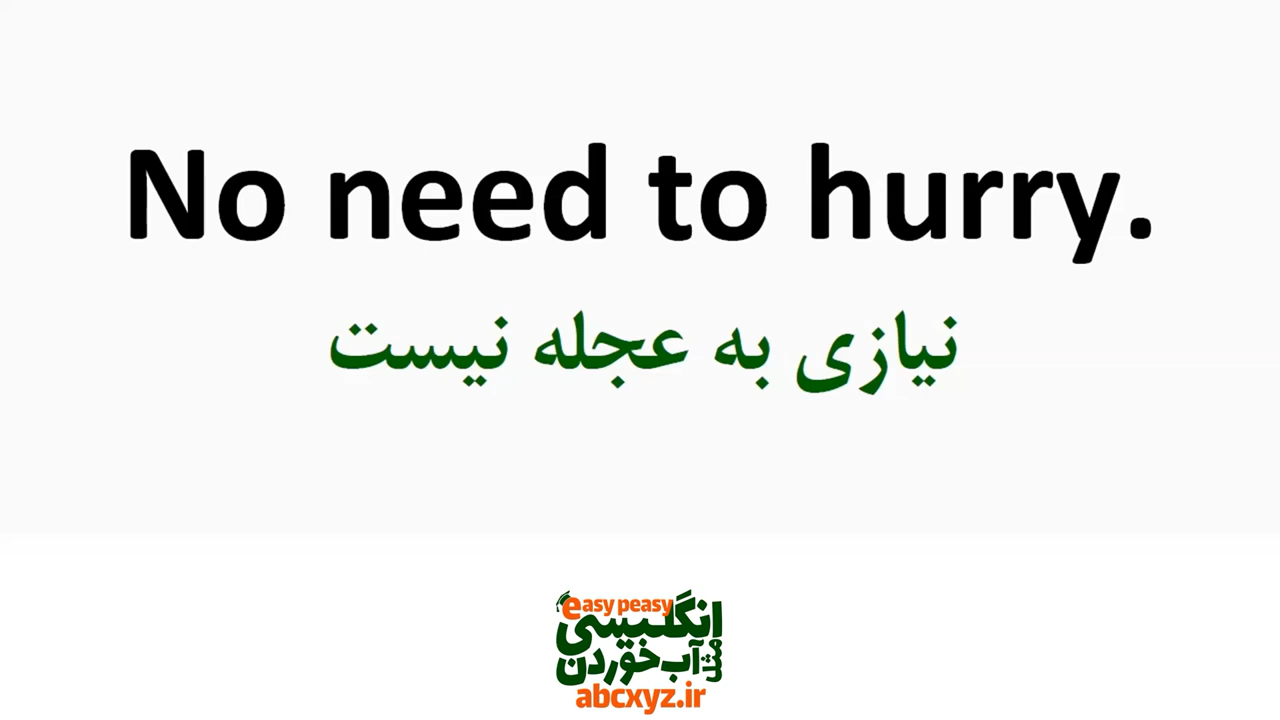 No need to hurry.
نیازی به عجله نیست
easy peasy
انگلیسی
مثل آب خوردن
abcxyz.ir